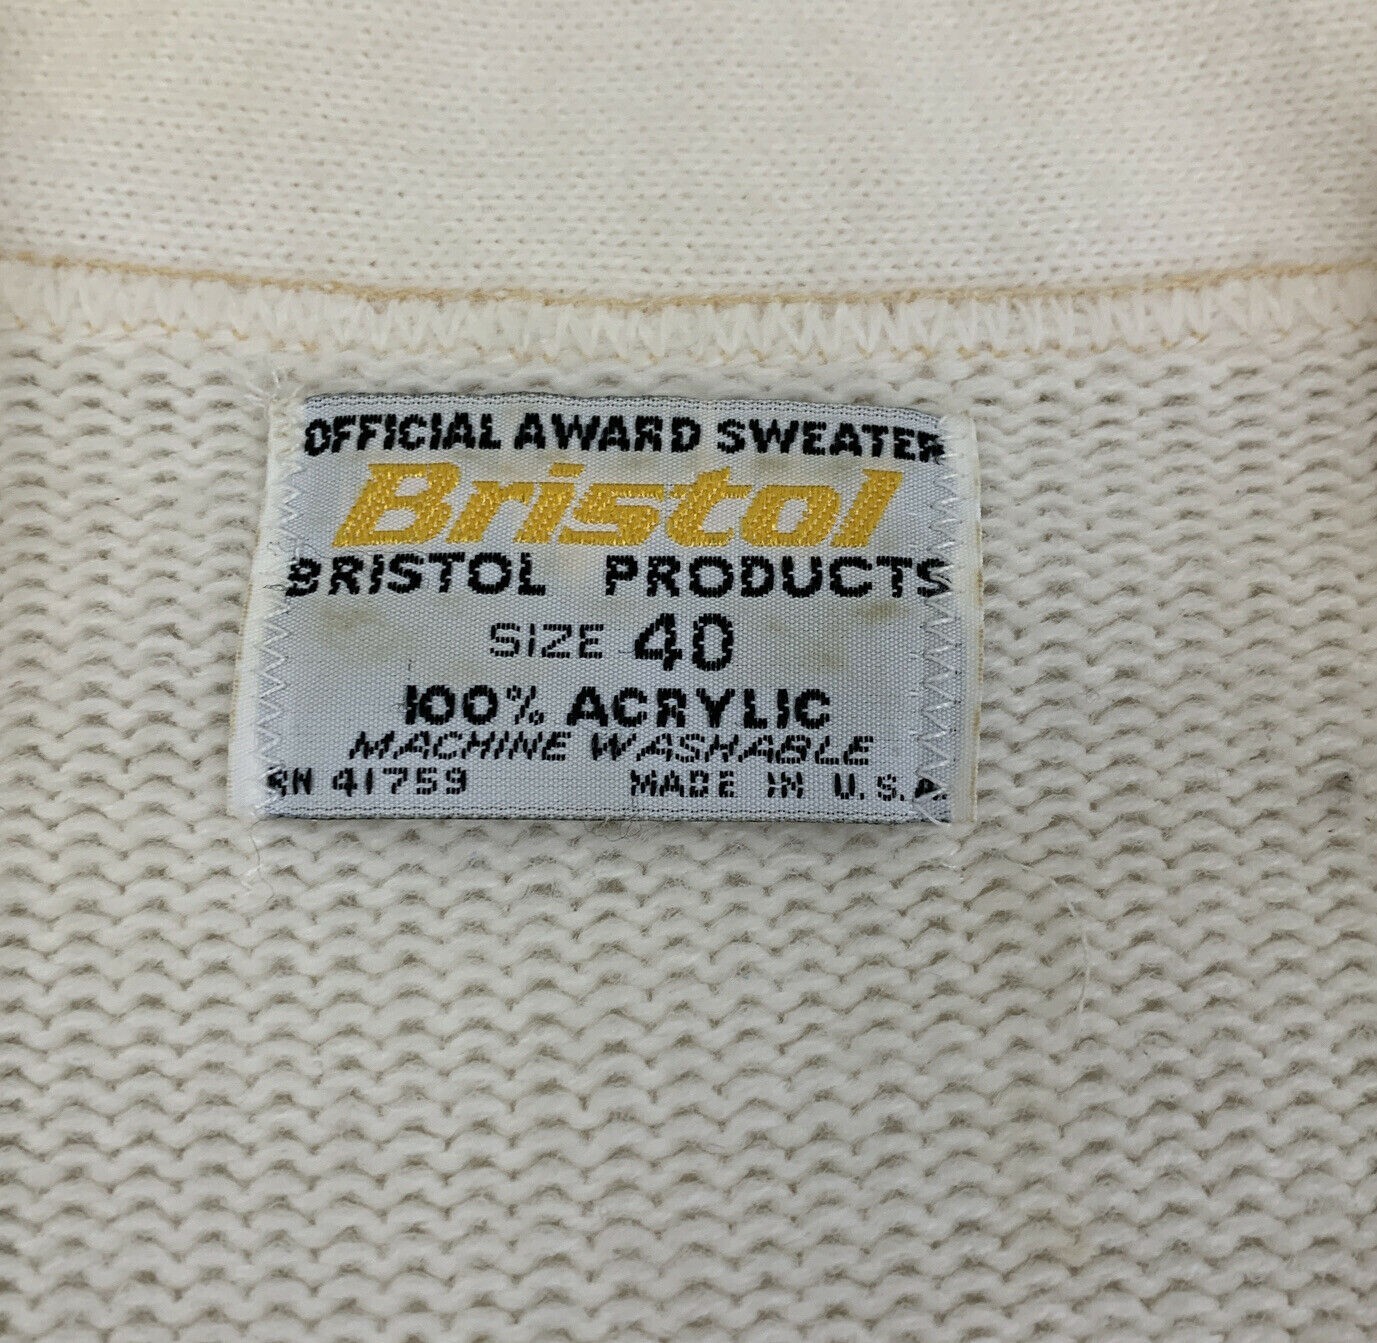 OFFICIAL AWARD SWEATER
Bristol
BRISTOL PRODUCTS
SIZE 40
100% ACRYLIC
MACHINE WASHABLE
RN 41759 MADE IN U.S.A.